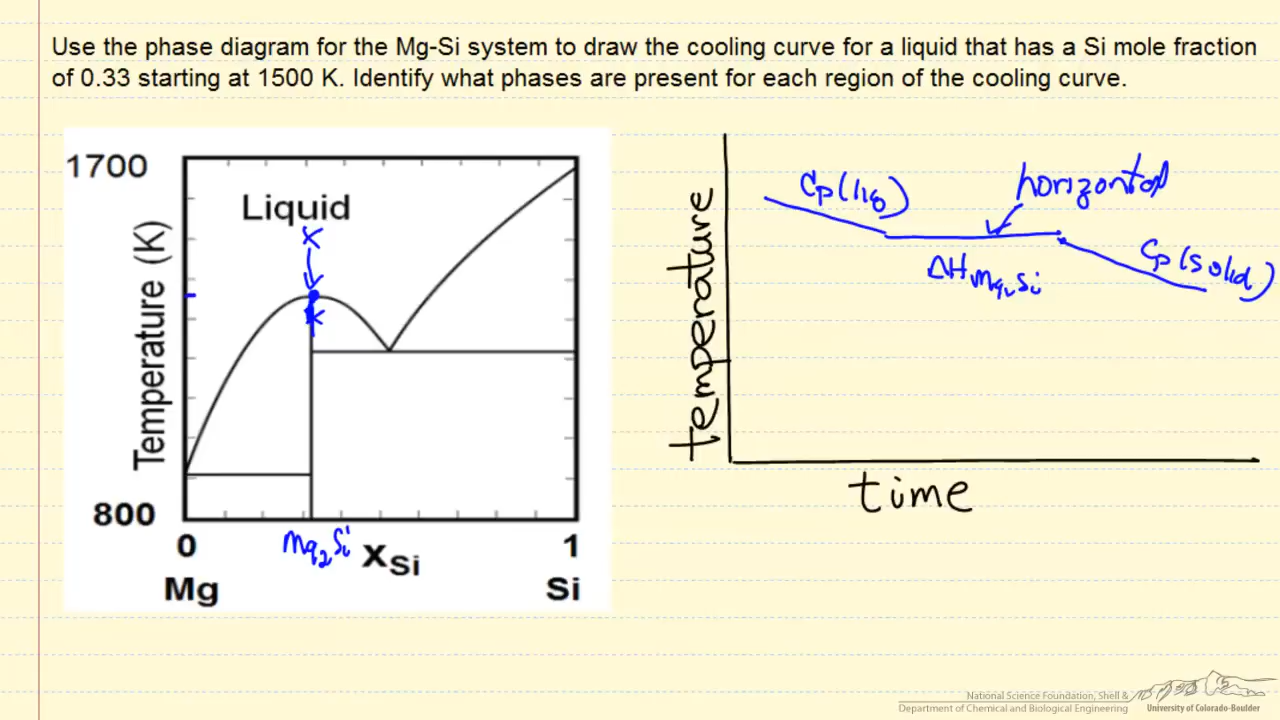 Use the phase diagram for the Mg-Si system to draw the cooling curve for a liquid that has a Si mole fraction
of 0.33 starting at 1500 K. Identify what phases are present for each region of the cooling curve.
1700
Temperature (K)
Liquid
x
x
800
0
Mg₂Si
XSi
1
Mg
Si
temperature
Cp(liq)
horizontal
ΔHMg₂Si
Cp(solid)
time
National Science Foundation, Shell &
Department of Chemical and Biological Engineering
University of Colorado-Boulder